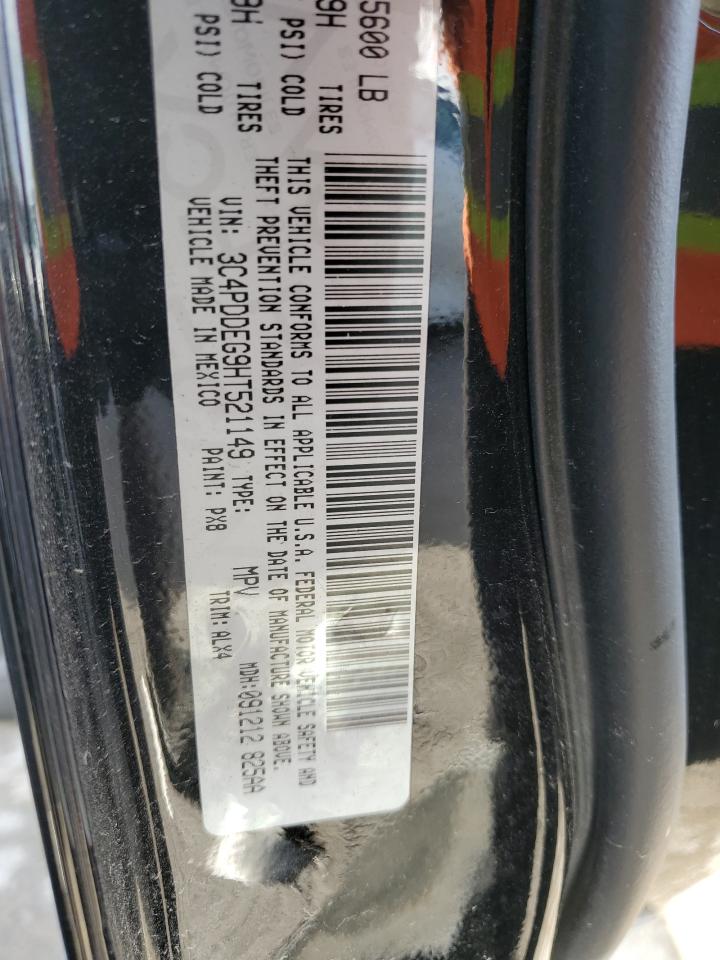 5600 LB
9H TIRES
PSI) COLD
9H TIRES
PSI) COLD
THIS VEHICLE CONFORMS TO ALL APPLICABLE U.S.A. FEDERAL MOTOR VEHICLE SAFETY AND
THEFT PREVENTION STANDARDS IN EFFECT ON THE DATE OF MANUFACTURE SHOWN ABOVE.
VIN: 3C4PDDEG9HT521149 TYPE: MPV MDH:091212 825AA
VEHICLE MADE IN MEXICO PAINT: PX8 TRIM:ALX4